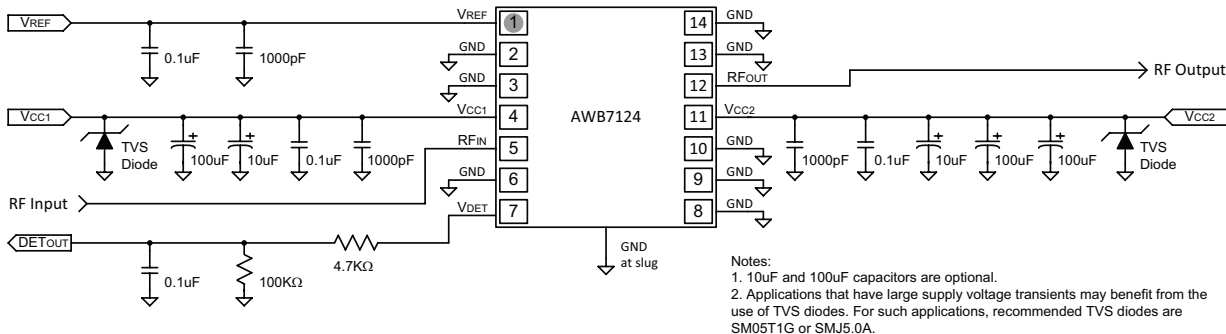 VREF
0.1uF
1000pF
VREF
1
GND
2
GND
3
VCC1
TVS
Diode
100uF
10uF
0.1uF
1000pF
VCC1
4
RFIN
5
RF Input
GND
6
VDET
7
DETOUT
0.1uF
100KΩ
4.7KΩ
AWB7124
GND
at slug
14
GND
13
GND
12
RFOUT
RF Output
11
VCC2
VCC2
1000pF
0.1uF
10uF
100uF
100uF
TVS
Diode
10
GND
9
GND
8
GND
Notes:
1. 10uF and 100uF capacitors are optional.
2. Applications that have large supply voltage transients may benefit from the
use of TVS diodes. For such applications, recommended TVS diodes are
SM05T1G or SMJ5.0A.